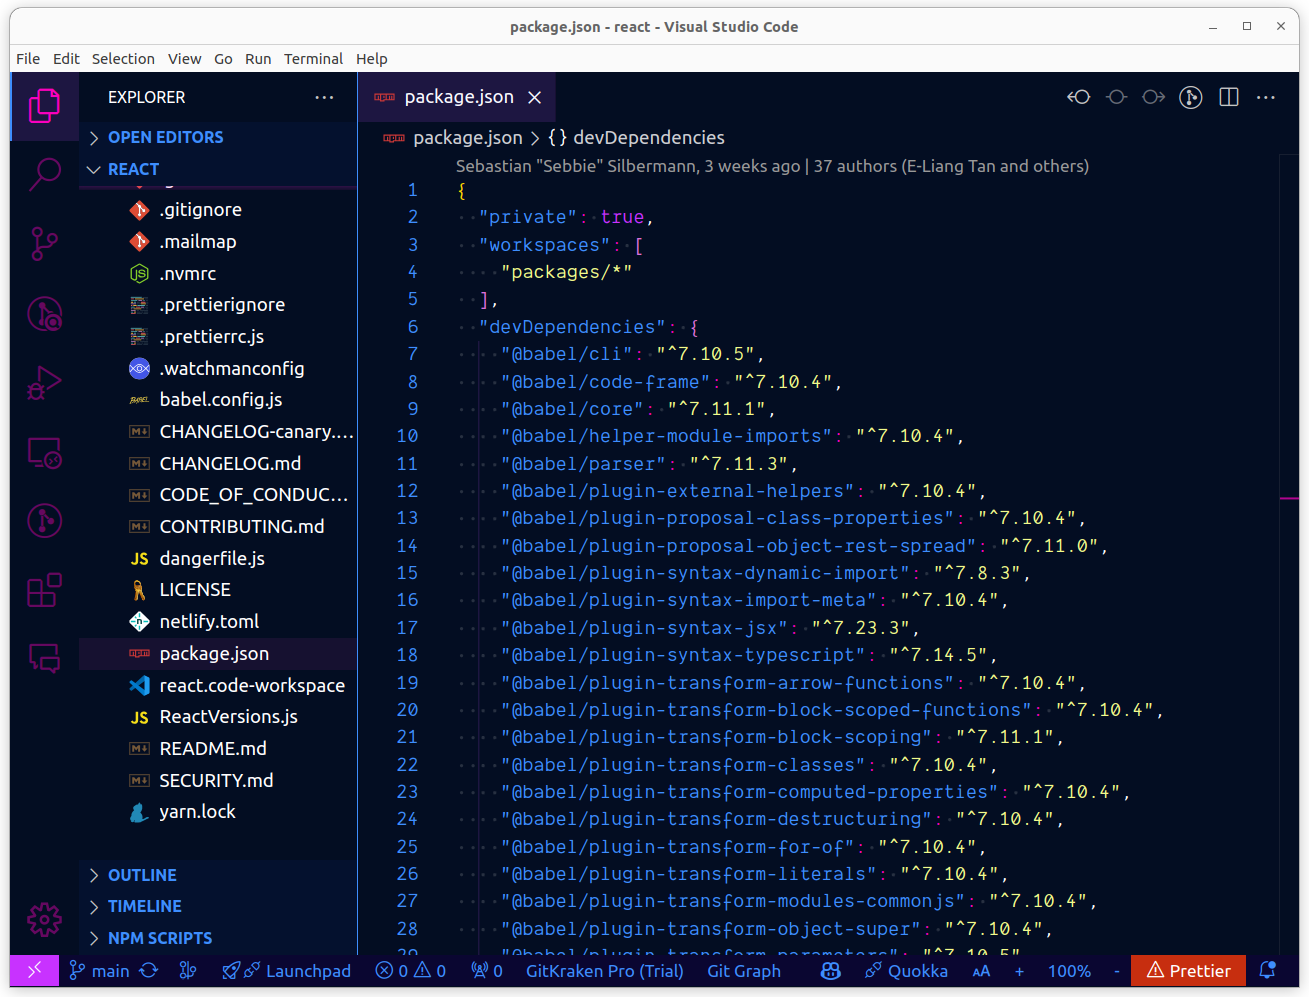 package.json - react - Visual Studio Code
File Edit Selection View Go Run Terminal Help
EXPLORER
OPEN EDITORS
REACT
.gitignore
.mailmap
.nvmrc
.prettierignore
.prettierrc.js
.watchmanconfig
babel.config.js
CHANGELOG-canary....
CHANGELOG.md
CODE_OF_CONDUC...
CONTRIBUTING.md
dangerfile.js
LICENSE
netlify.toml
package.json
react.code-workspace
ReactVersions.js
README.md
SECURITY.md
yarn.lock
OUTLINE
TIMELINE
NPM SCRIPTS
package.json
package.json > {} devDependencies
Sebastian "Sebbie" Silbermann, 3 weeks ago | 37 authors (E-Liang Tan and others)
1 {
2 "private": true,
3 "workspaces": [
4 "packages/*"
5 ],
6 "devDependencies": {
7 "@babel/cli": "^7.10.5",
8 "@babel/code-frame": "^7.10.4",
9 "@babel/core": "^7.11.1",
10 "@babel/helper-module-imports": "^7.10.4",
11 "@babel/parser": "^7.11.3",
12 "@babel/plugin-external-helpers": "^7.10.4",
13 "@babel/plugin-proposal-class-properties": "^7.10.4",
14 "@babel/plugin-proposal-object-rest-spread": "^7.11.0",
15 "@babel/plugin-syntax-dynamic-import": "^7.8.3",
16 "@babel/plugin-syntax-import-meta": "^7.10.4",
17 "@babel/plugin-syntax-jsx": "^7.23.3",
18 "@babel/plugin-syntax-typescript": "^7.14.5",
19 "@babel/plugin-transform-arrow-functions": "^7.10.4",
20 "@babel/plugin-transform-block-scoped-functions": "^7.10.4",
21 "@babel/plugin-transform-block-scoping": "^7.11.1",
22 "@babel/plugin-transform-classes": "^7.10.4",
23 "@babel/plugin-transform-computed-properties": "^7.10.4",
24 "@babel/plugin-transform-destructuring": "^7.10.4",
25 "@babel/plugin-transform-for-of": "^7.10.4",
26 "@babel/plugin-transform-literals": "^7.10.4",
27 "@babel/plugin-transform-modules-commonjs": "^7.10.4",
28 "@babel/plugin-transform-object-super": "^7.10.4",
29 "@babel/plugin-transform-parameters": "^7.10.5",
main Launchpad 0 0 0 GitKraken Pro (Trial) Git Graph Quokka AA + 100% - Prettier